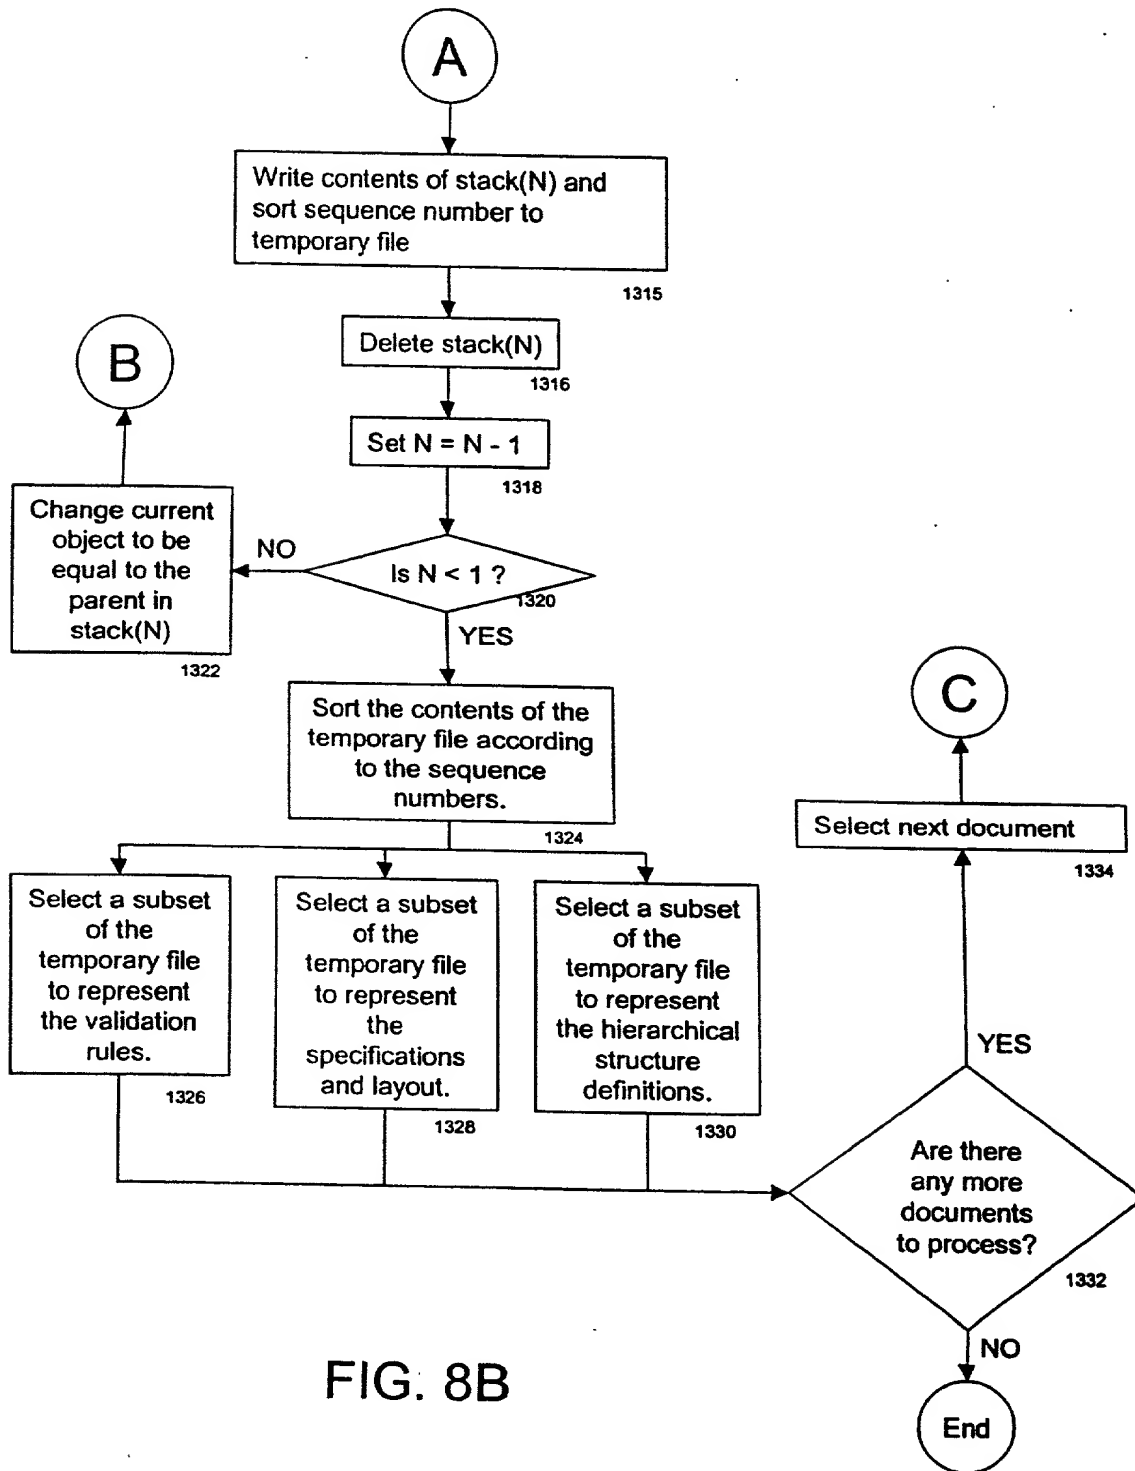 A
Write contents of stack(N) and
sort sequence number to
temporary file
1315
Delete stack(N)
1316
B
Set N = N - 1
1318
Change current
object to be
equal to the
parent in
stack(N)
1322
NO
Is N < 1 ?
1320
YES
Sort the contents of the
temporary file according
to the sequence
numbers.
1324
C
Select next document
1334
Select a subset
of the
temporary file
to represent
the validation
rules.
1326
Select a subset
of the
temporary file
to represent
the
specifications
and layout.
1328
Select a subset
of the
temporary file
to represent
the hierarchical
structure
definitions.
1330
YES
Are there
any more
documents
to process?
1332
NO
End
FIG. 8B